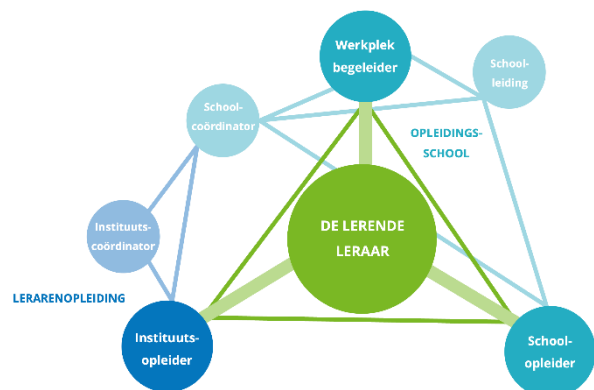 Werkplek
begeleider
School-
leiding
School-
coördinator
OPLEIDINGS-
SCHOOL
DE LERENDE
LERAAR
Instituuts-
coördinator
LERARENOPLEIDING
Instituuts-
opleider
School-
opleider